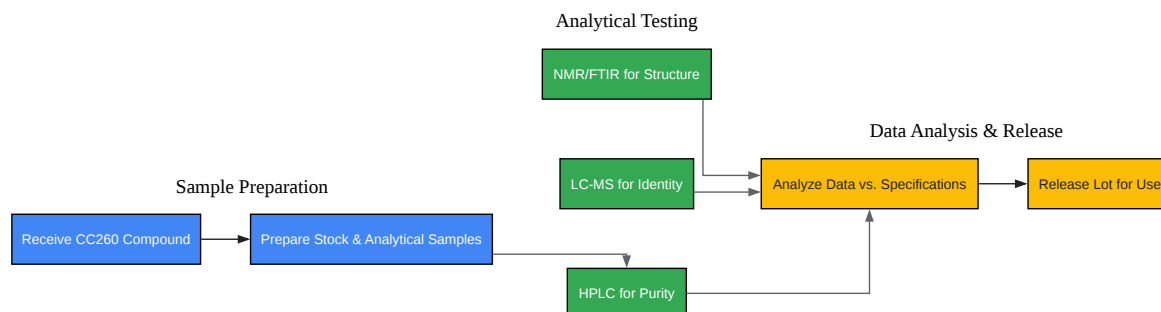 Analytical Testing
NMR/FTIR for Structure
Data Analysis & Release
LC-MS for Identity
Analyze Data vs. Specifications
Release Lot for Use
Sample Preparation
Receive CC260 Compound
Prepare Stock & Analytical Samples
HPLC for Purity